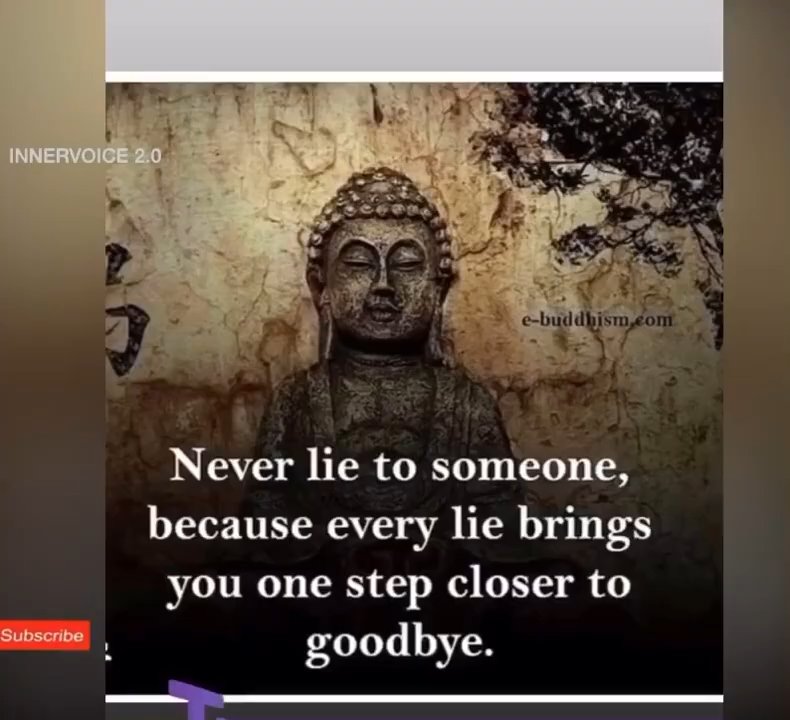 INNERVOICE 2.0
e-buddhism.com
Never lie to someone,
because every lie brings
you one step closer to
goodbye.
Subscribe